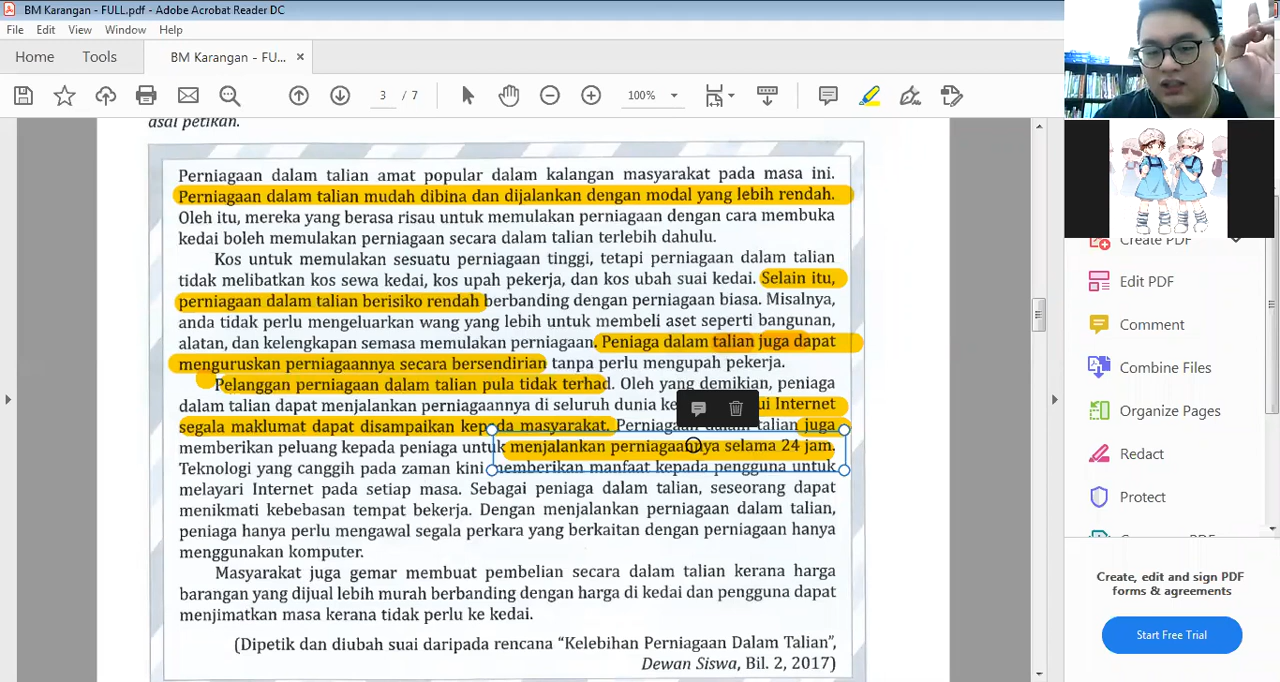 BM Karangan - FULL.pdf - Adobe Acrobat Reader DC
File Edit View Window Help
Home Tools BM Karangan - FU... ×
3 / 7 100%
asal petikan.
Perniagaan dalam talian amat popular dalam kalangan masyarakat pada masa ini.
Perniagaan dalam talian mudah dibina dan dijalankan dengan modal yang lebih rendah.
Oleh itu, mereka yang berasa risau untuk memulakan perniagaan dengan cara membuka
kedai boleh memulakan perniagaan secara dalam talian terlebih dahulu.
Kos untuk memulakan sesuatu perniagaan tinggi, tetapi perniagaan dalam talian
tidak melibatkan kos sewa kedai, kos upah pekerja, dan kos ubah suai kedai. Selain itu,
perniagaan dalam talian berisiko rendah berbanding dengan perniagaan biasa. Misalnya,
anda tidak perlu mengeluarkan wang yang lebih untuk membeli aset seperti bangunan,
alatan, dan kelengkapan semasa memulakan perniagaan. Peniaga dalam talian juga dapat
menguruskan perniagaannya secara bersendirian tanpa perlu mengupah pekerja.
Pelanggan perniagaan dalam talian pula tidak terhad. Oleh yang demikian, peniaga
dalam talian dapat menjalankan perniagaannya di seluruh dunia ke ui Internet
segala maklumat dapat disampaikan kepada masyarakat. Perniagaan dalam talian juga
memberikan peluang kepada peniaga untuk menjalankan perniagaannya selama 24 jam.
Teknologi yang canggih pada zaman kini memberikan manfaat kepada pengguna untuk
melayari Internet pada setiap masa. Sebagai peniaga dalam talian, seseorang dapat
menikmati kebebasan tempat bekerja. Dengan menjalankan perniagaan dalam talian,
peniaga hanya perlu mengawal segala perkara yang berkaitan dengan perniagaan hanya
menggunakan komputer.
Masyarakat juga gemar membuat pembelian secara dalam talian kerana harga
barangan yang dijual lebih murah berbanding dengan harga di kedai dan pengguna dapat
menjimatkan masa kerana tidak perlu ke kedai.
(Dipetik dan diubah suai daripada rencana "Kelebihan Perniagaan Dalam Talian",
Dewan Siswa, Bil. 2, 2017)
Create PDF
Edit PDF
Comment
Combine Files
Organize Pages
Redact
Protect
Create, edit and sign PDF
forms & agreements
Start Free Trial